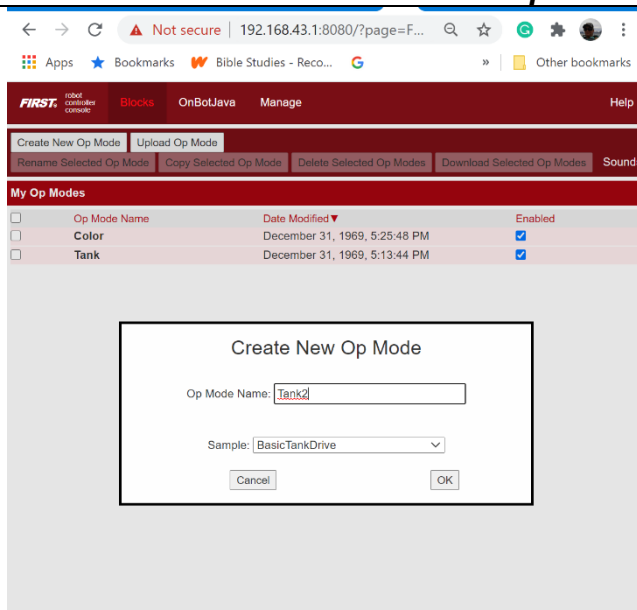 Not secure | 192.168.43.1:8080/?page=F...
Apps Bookmarks Bible Studies - Reco... G » Other bookmarks
FIRST. robot controller console Blocks OnBotJava Manage Help
Create New Op Mode Upload Op Mode
Rename Selected Op Mode Copy Selected Op Mode Delete Selected Op Modes Download Selected Op Modes Sound
My Op Modes
Op Mode Name Date Modified▼ Enabled
Color December 31, 1969, 5:25:48 PM
Tank December 31, 1969, 5:13:44 PM
Create New Op Mode
Op Mode Name: Tank2
Sample: BasicTankDrive
Cancel OK